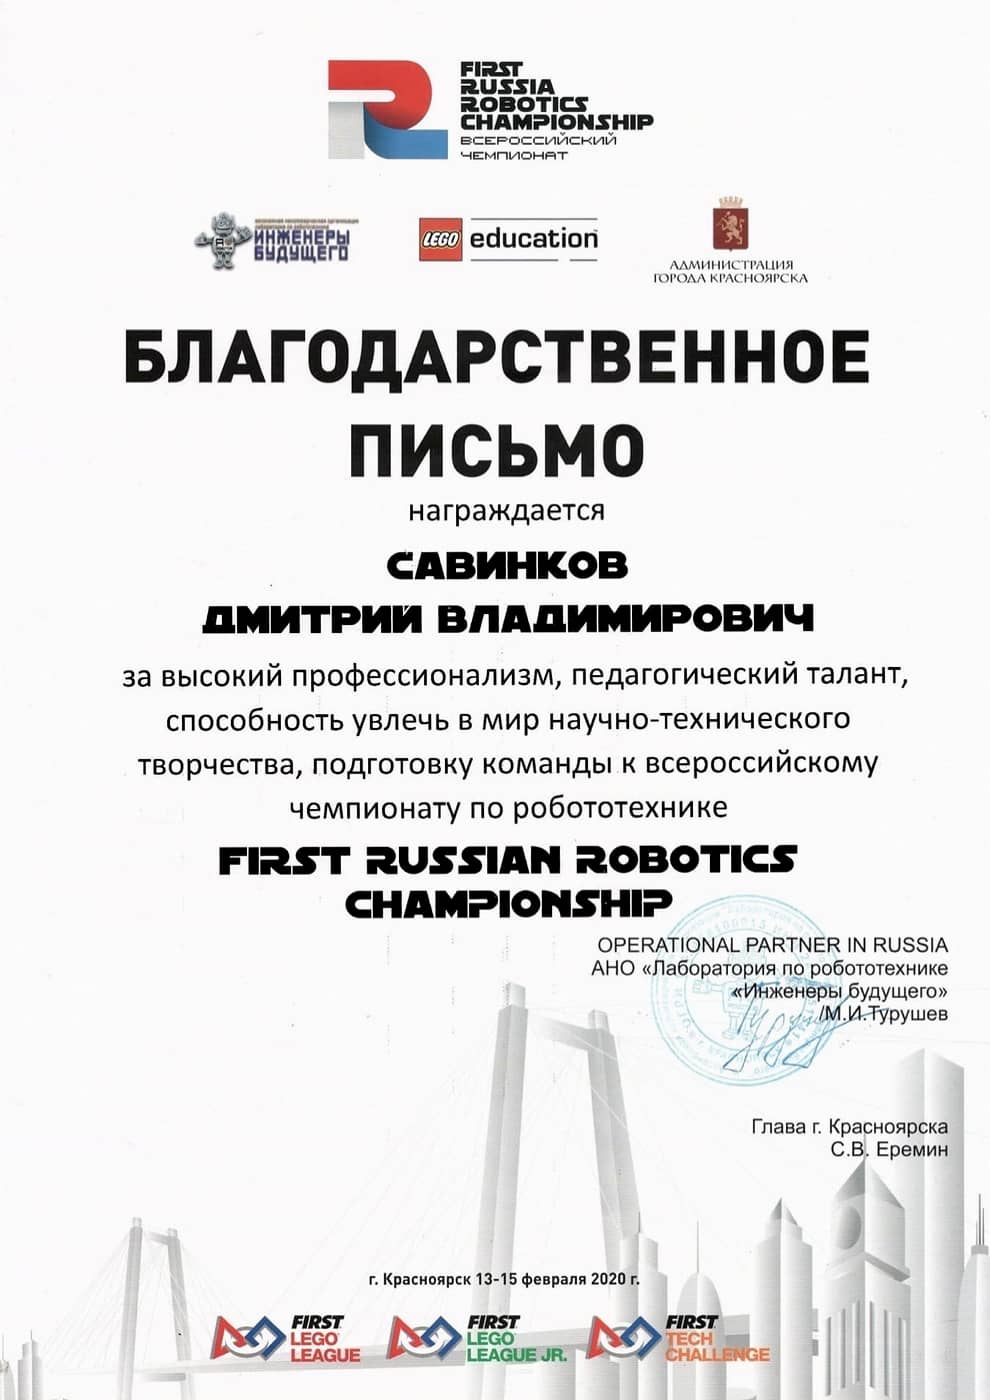 FIRST
RUSSIA
ROBOTICS
CHAMPIONSHIP
ВСЕРОССИЙСКИЙ
ЧЕМПИОНАТ
ИНЖЕНЕРЫ
БУДУЩЕГО
LEGO education
АДМИНИСТРАЦИЯ
ГОРОДА КРАСНОЯРСКА
БЛАГОДАРСТВЕННОЕ
ПИСЬМО
награждается
САВИНКОВ
ДМИТРИЙ ВЛАДИМИРОВИЧ
за высокий профессионализм, педагогический талант,
способность увлечь в мир научно-технического
творчества, подготовку команды к всероссийскому
чемпионату по робототехнике
FIRST RUSSIAN ROBOTICS
CHAMPIONSHIP
OPERATIONAL PARTNER IN RUSSIA
АНО «Лаборатория по робототехнике
«Инженеры будущего»
/М.И.Турушев
Глава г. Красноярска
С.В. Еремин
г. Красноярск 13-15 февраля 2020 г.
FIRST
LEGO
LEAGUE
FIRST
LEGO
LEAGUE JR.
FIRST
TECH
CHALLENGE